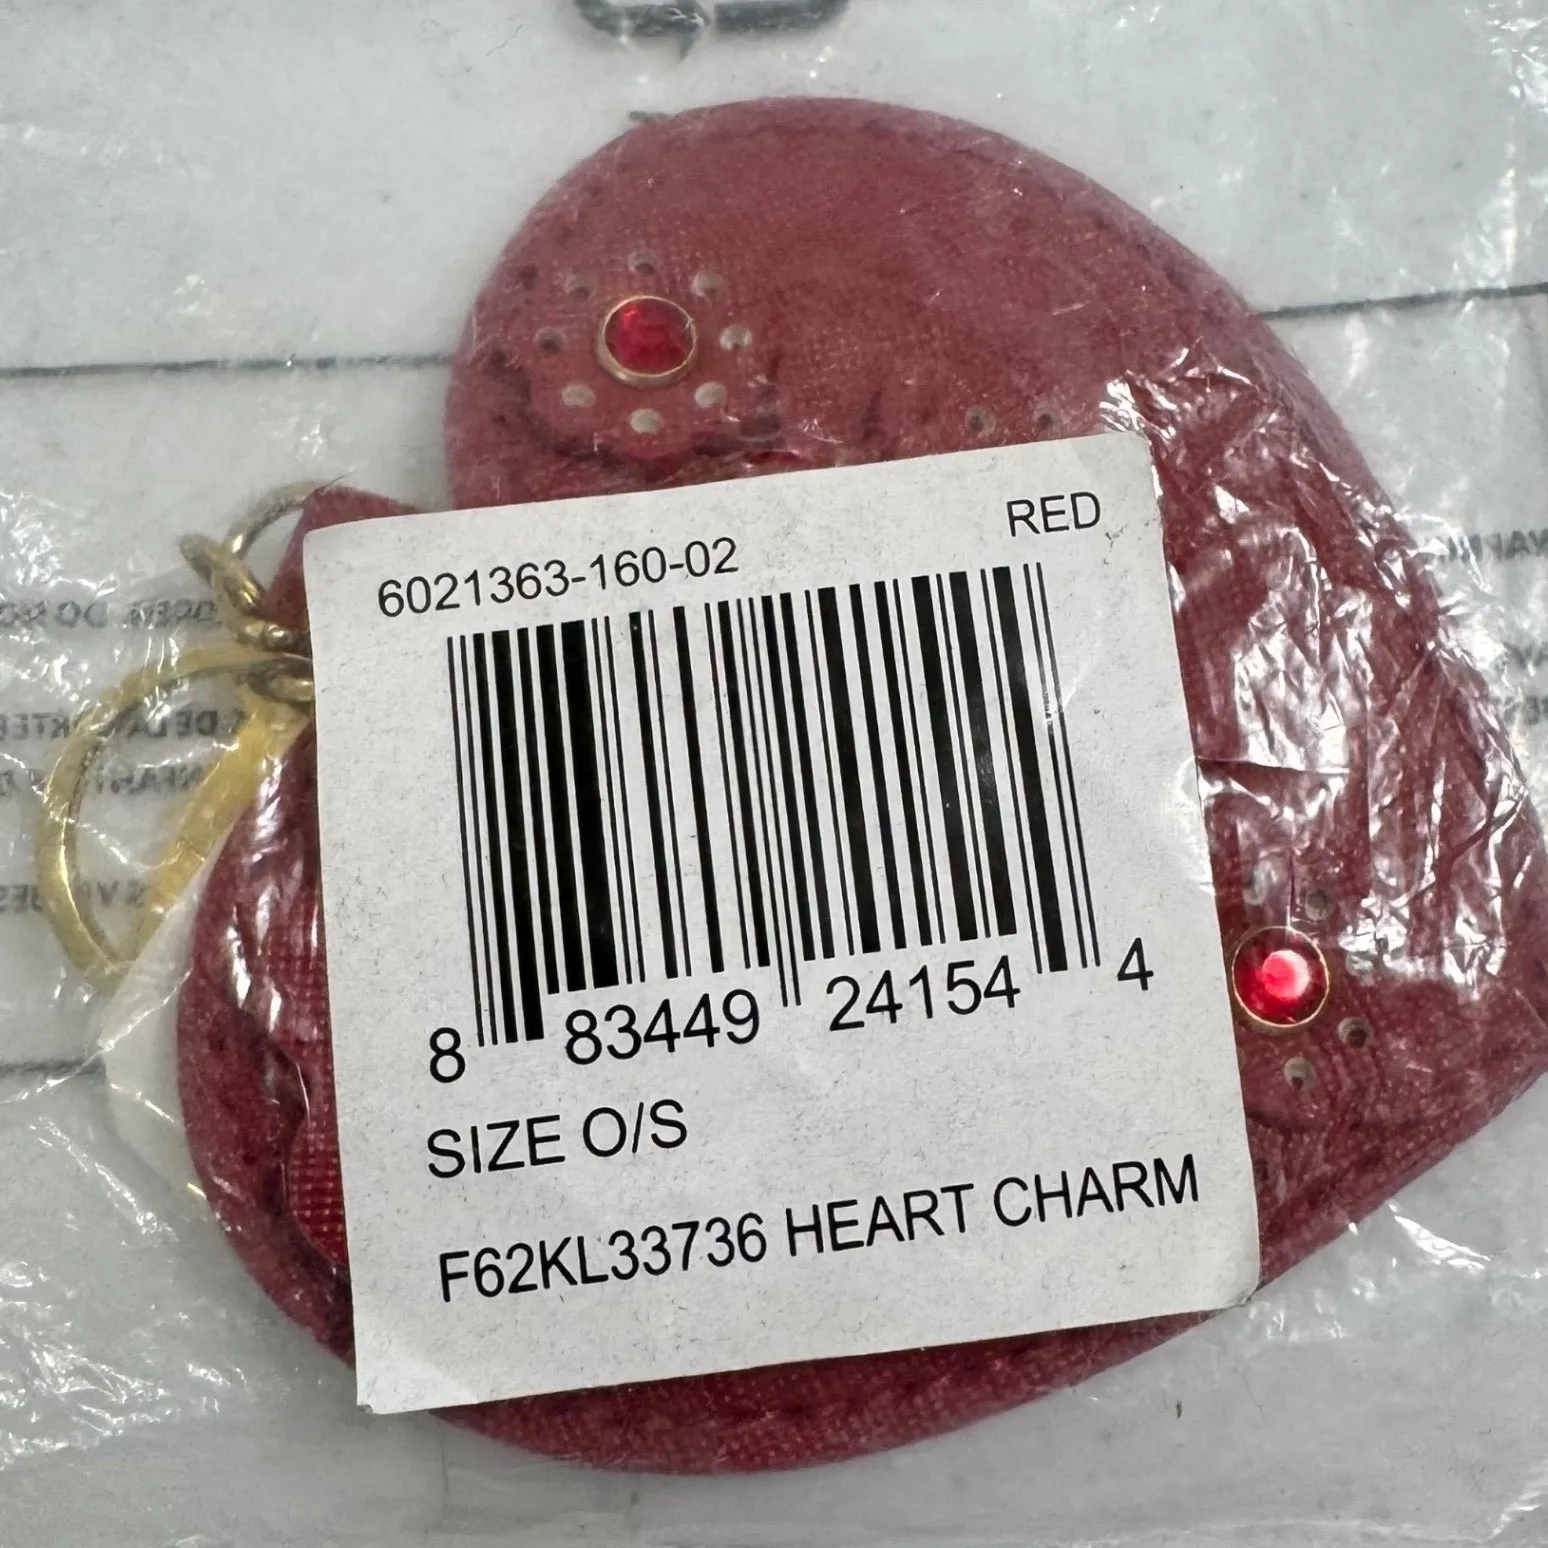 6021363-160-02 RED
8 83449 24154 4
SIZE O/S
F62KL33736 HEART CHARM